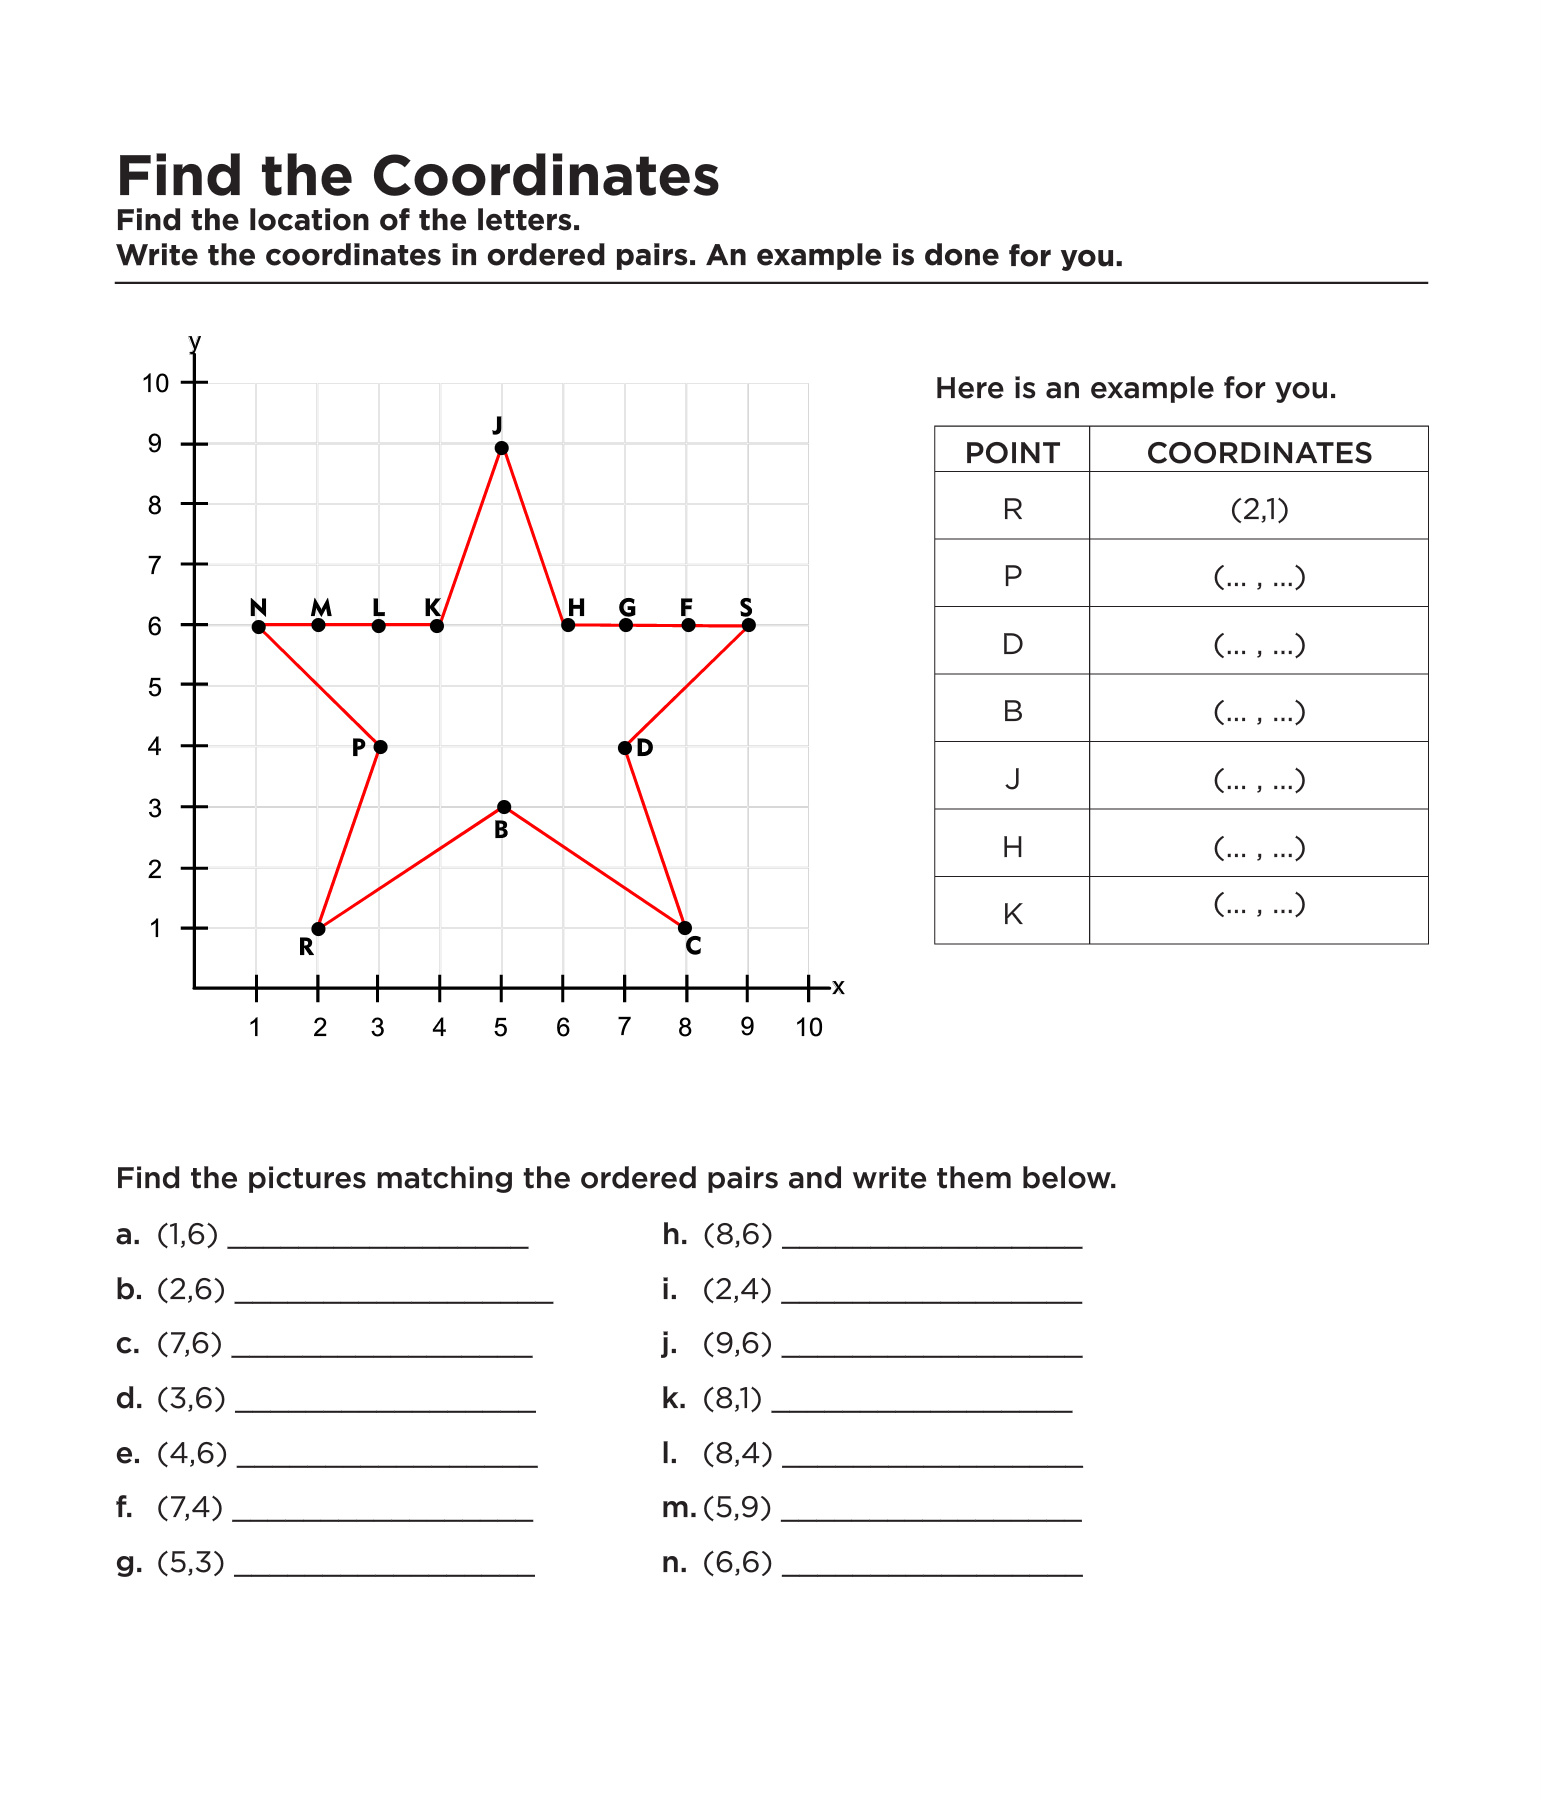 Find the Coordinates
Find the location of the letters.
Write the coordinates in ordered pairs. An example is done for you.
y
10
9
8
7
6
5
4
3
2
1
J
N M L K H G F S
P D
B
R C
x
1 2 3 4 5 6 7 8 9 10
Here is an example for you.
POINT COORDINATES
R (2,1)
P (... , ...)
D (... , ...)
B (... , ...)
J (... , ...)
H (... , ...)
K (... , ...)
Find the pictures matching the ordered pairs and write them below.
a. (1,6) ____________________
b. (2,6) ____________________
c. (7,6) ____________________
d. (3,6) ____________________
e. (4,6) ____________________
f. (7,4) ____________________
g. (5,3) ____________________
h. (8,6) ____________________
i. (2,4) ____________________
j. (9,6) ____________________
k. (8,1) ____________________
l. (8,4) ____________________
m. (5,9) ____________________
n. (6,6) ____________________